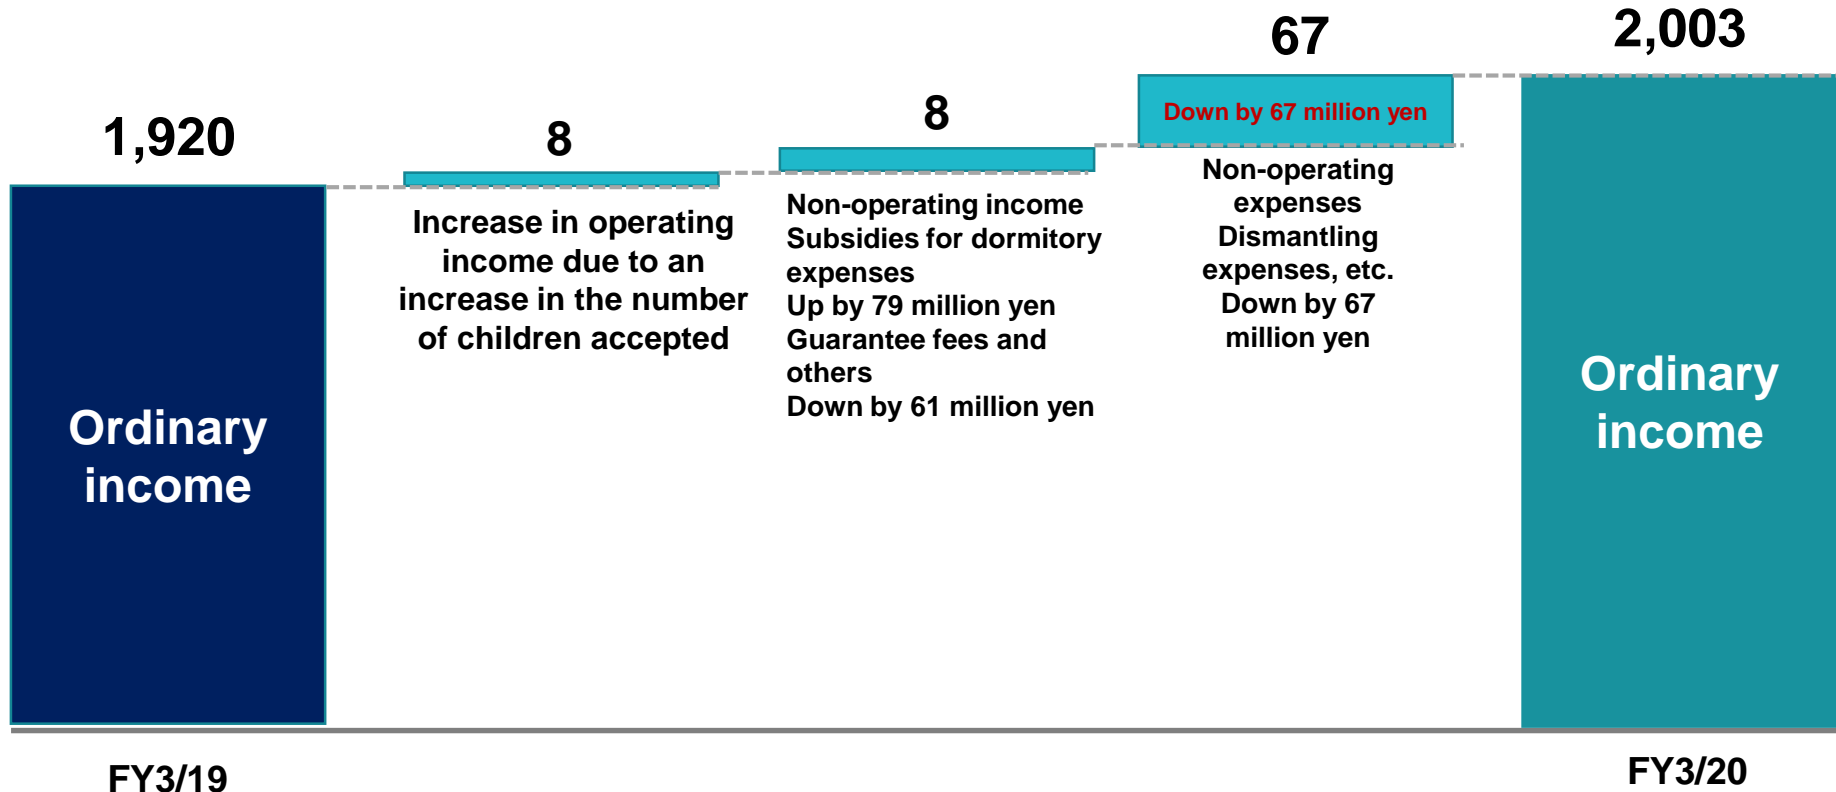 1,920
Ordinary
income
FY3/19
8
Increase in operating
income due to an
increase in the number
of children accepted
8
Non-operating income
Subsidies for dormitory
expenses
Up by 79 million yen
Guarantee fees and
others
Down by 61 million yen
67
Down by 67 million yen
Non-operating
expenses
Dismantling
expenses, etc.
Down by 67
million yen
2,003
Ordinary
income
FY3/20